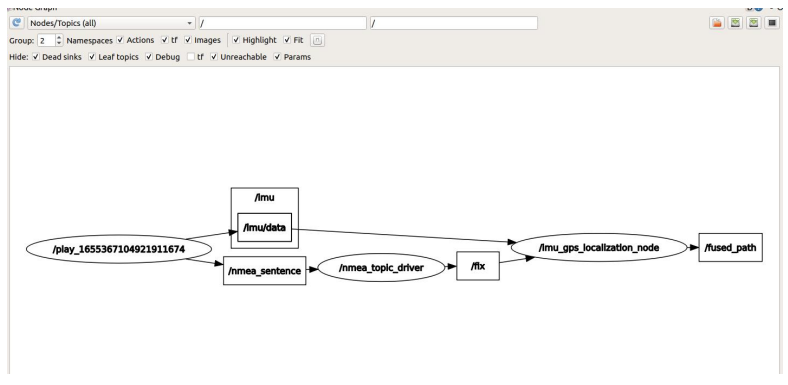 Node Graph
Nodes/Topics (all) / /
Group: 2 Namespaces Actions tf Images Highlight Fit
Hide: Dead sinks Leaf topics Debug tf Unreachable Params
/imu
/imu/data
/play_1655367104921911674
/imu_gps_localization_node
/fused_path
/nmea_sentence
/nmea_topic_driver
/fix